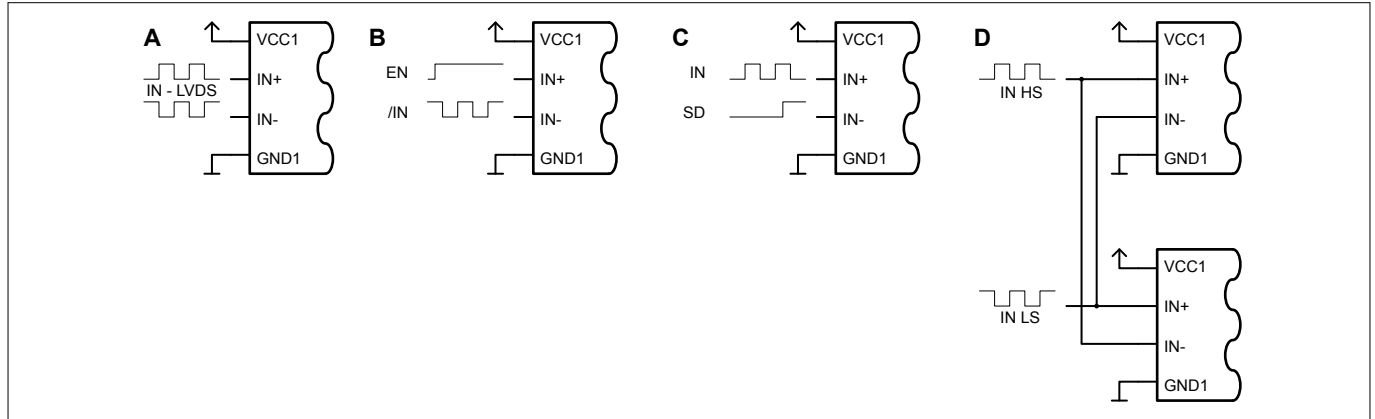 A
VCC1
IN+
IN - LVDS
IN-
GND1
B
VCC1
EN
IN+
/IN
IN-
GND1
C
VCC1
IN
IN+
SD
IN-
GND1
D
VCC1
IN+
IN HS
IN-
GND1
VCC1
IN+
IN LS
IN-
GND1